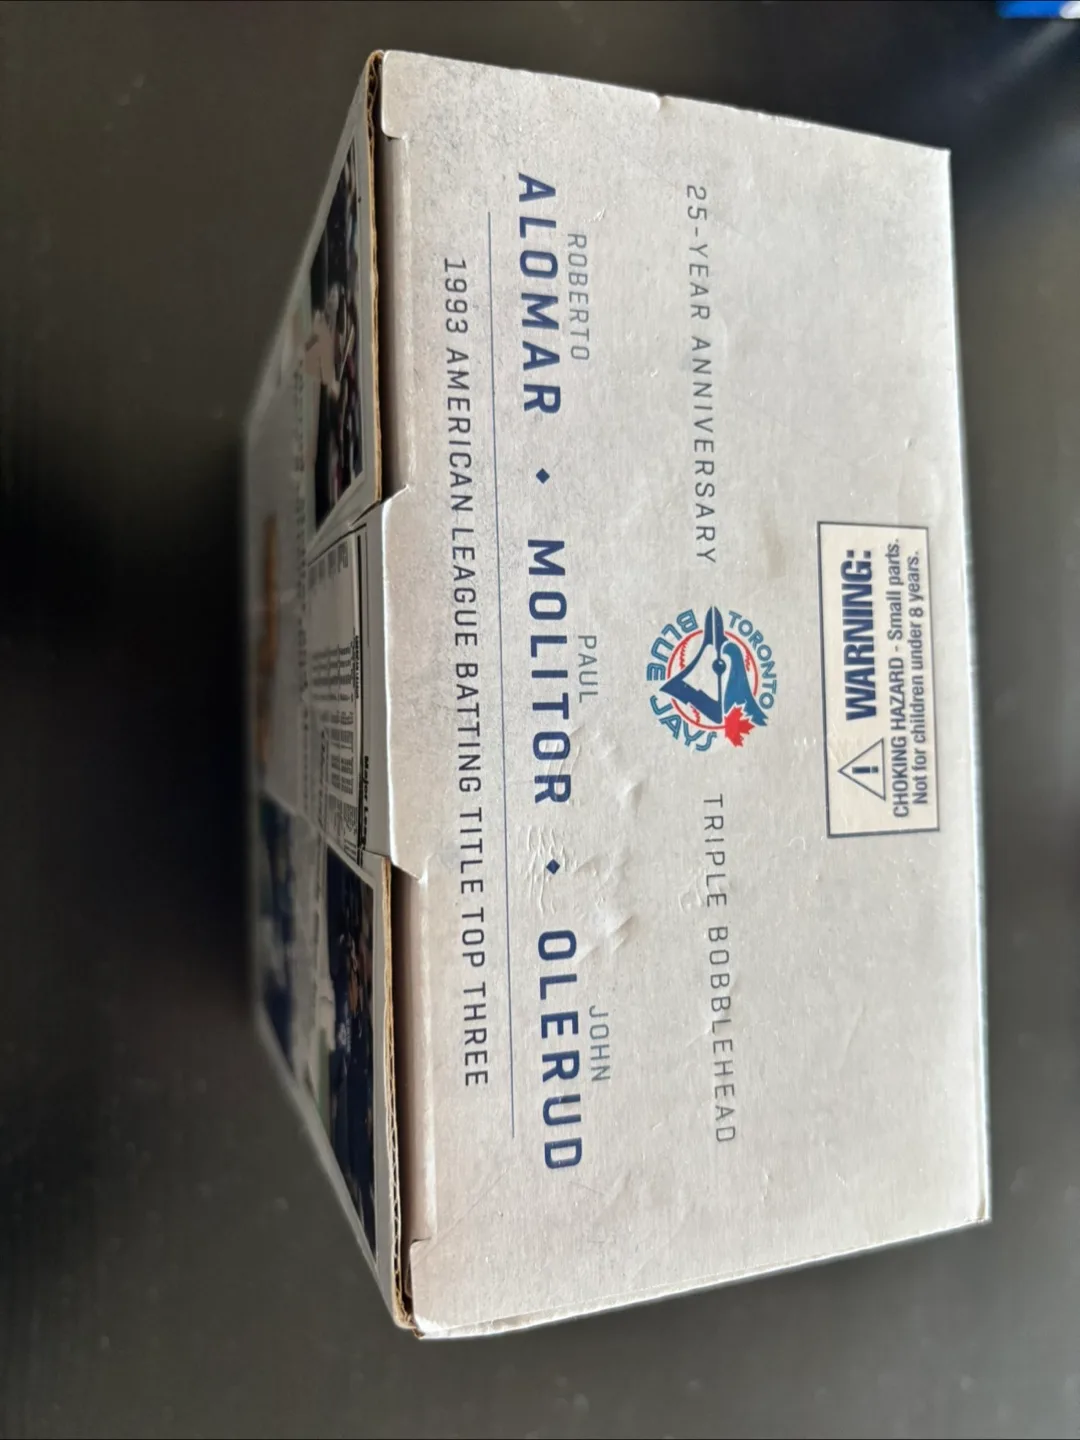 WARNING:
CHOKING HAZARD - Small parts.
Not for children under 8 years.
25-YEAR ANNIVERSARY
TORONTO
BLUE JAYS
TRIPLE BOBBLEHEAD
ROBERTO PAUL JOHN
ALOMAR • MOLITOR • OLERUD
1993 AMERICAN LEAGUE BATTING TITLE TOP THREE